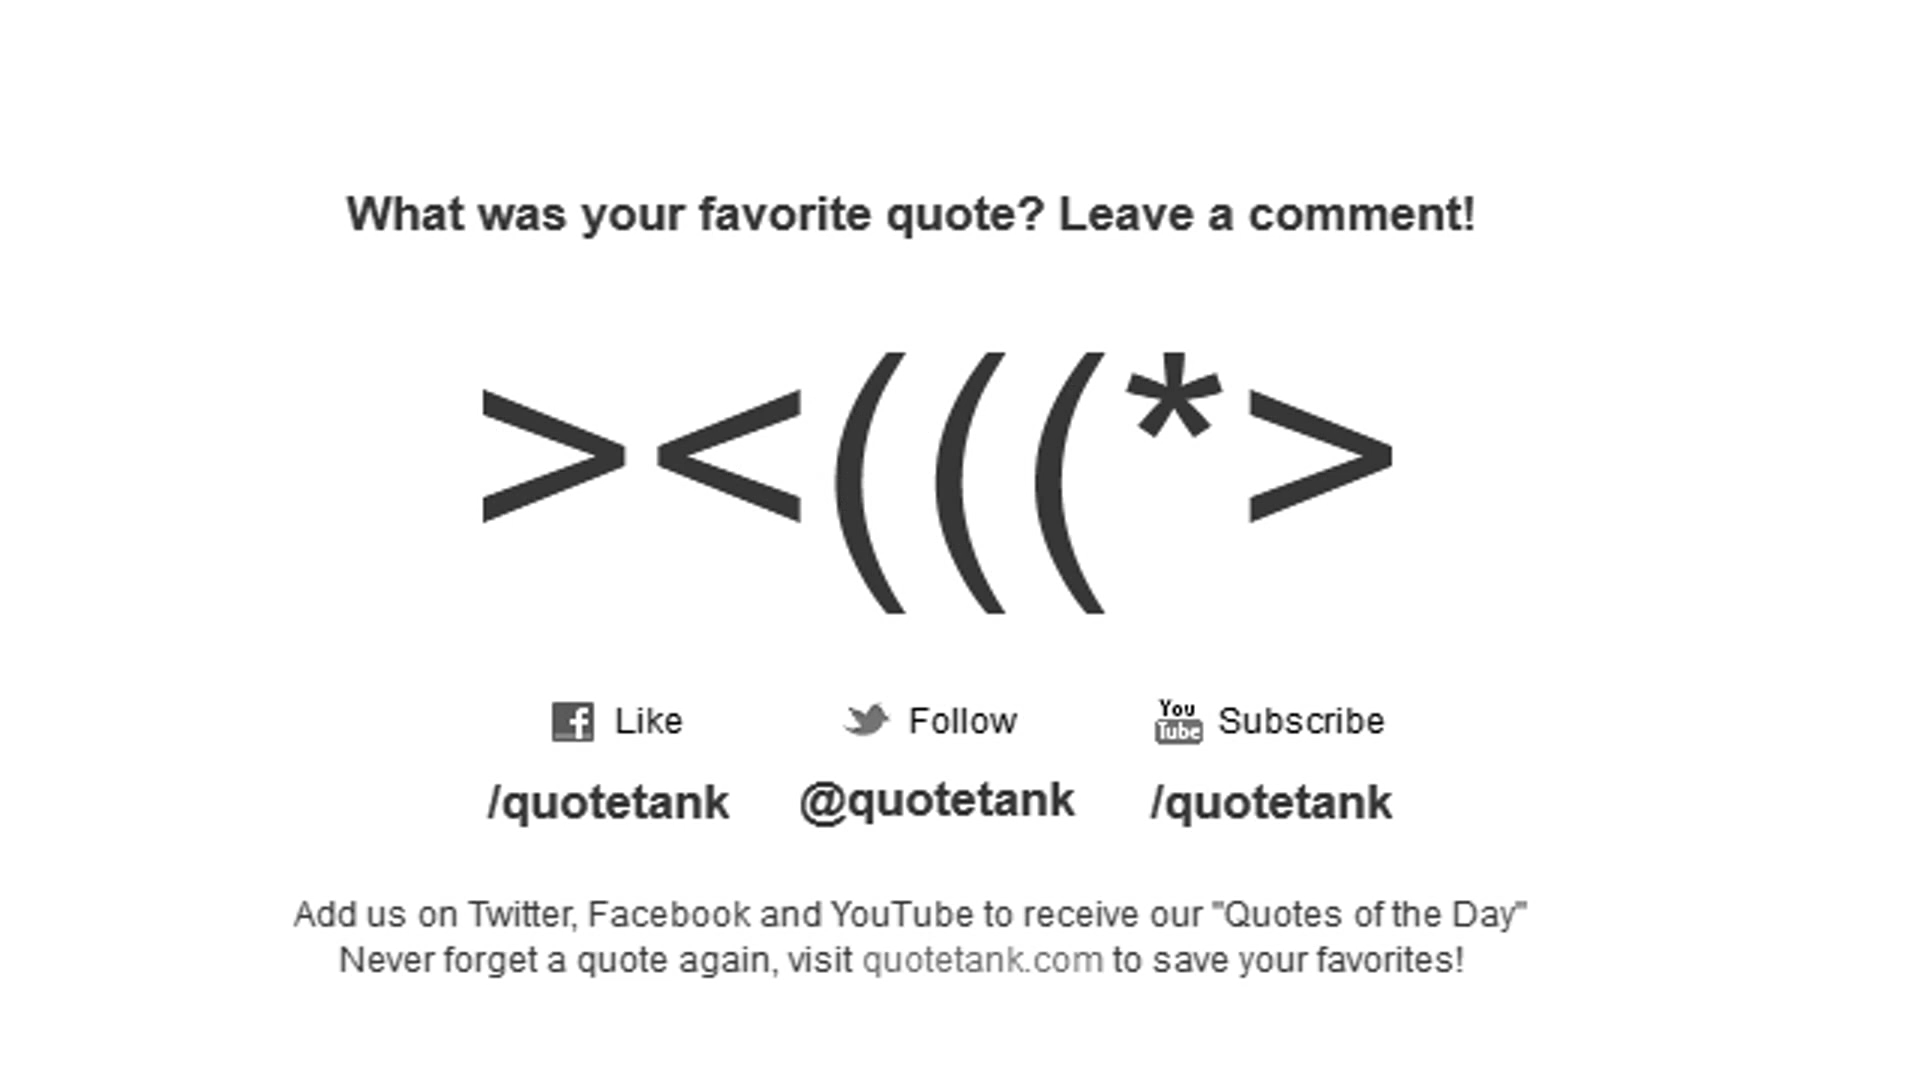 What was your favorite quote? Leave a comment!
><(((*>
f Like Follow You Tube Subscribe
/quotetank @quotetank /quotetank
Add us on Twitter, Facebook and YouTube to receive our "Quotes of the Day"
Never forget a quote again, visit quotetank.com to save your favorites!